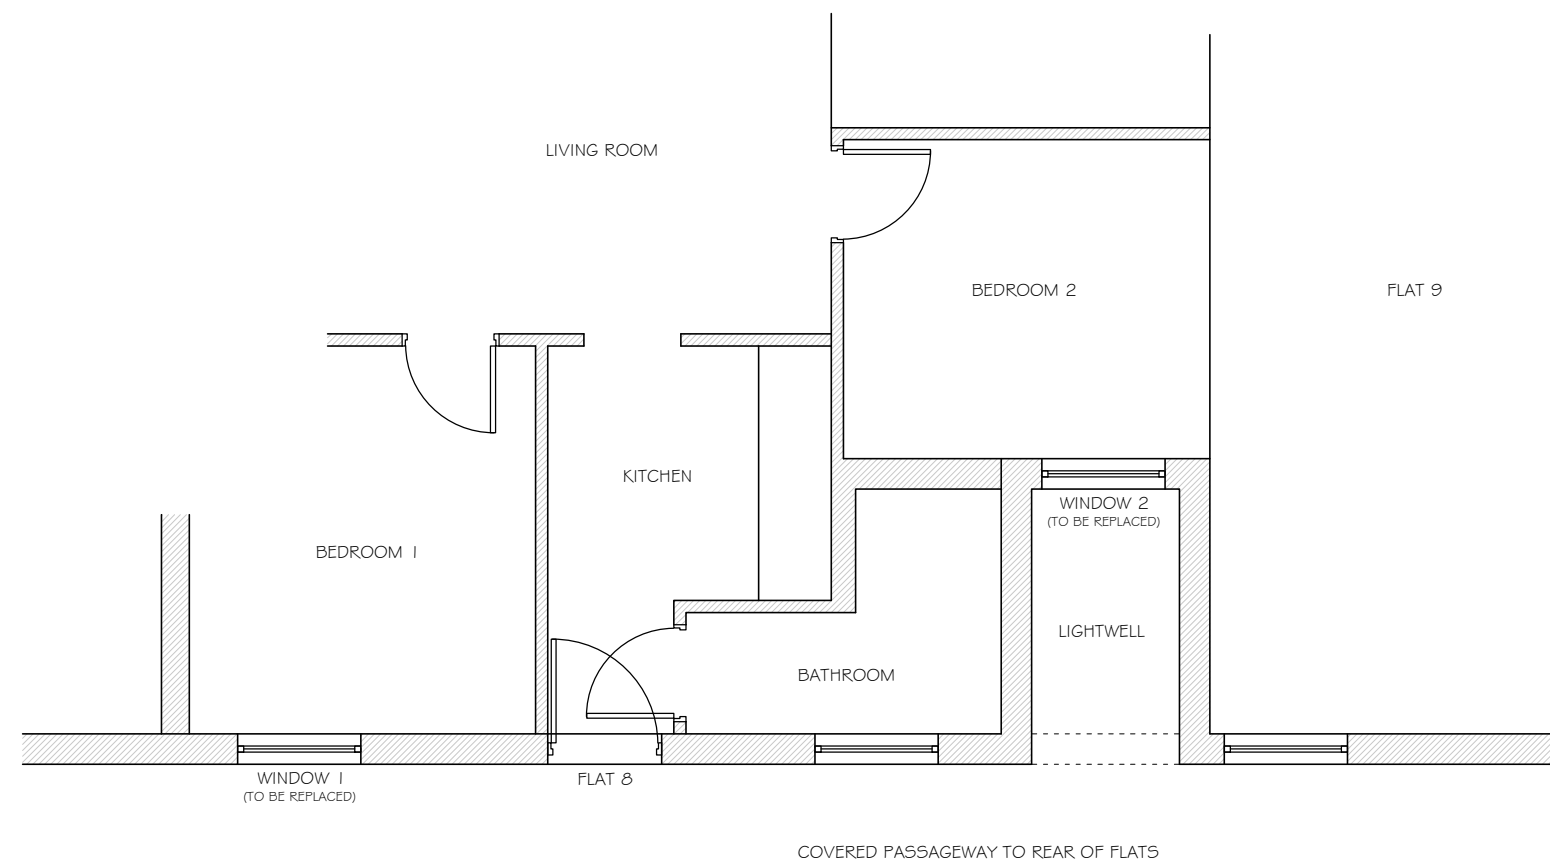 LIVING ROOM
BEDROOM 2
FLAT 9
KITCHEN
WINDOW 2
(TO BE REPLACED)
BEDROOM 1
LIGHTWELL
BATHROOM
WINDOW 1
(TO BE REPLACED)
FLAT 8
COVERED PASSAGEWAY TO REAR OF FLATS